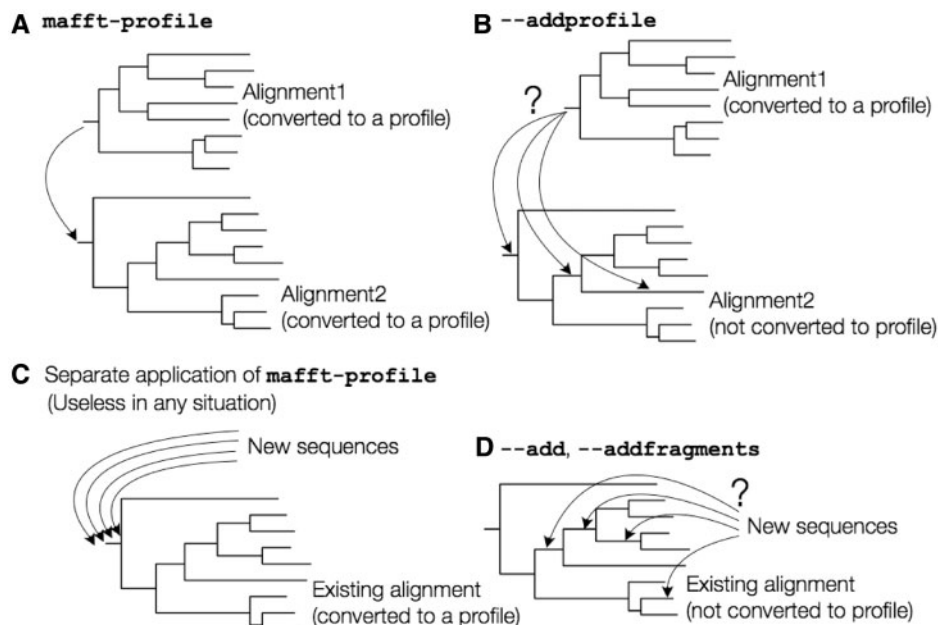 A mafft-profile
Alignment1
(converted to a profile)
Alignment2
(converted to a profile)
B --addprofile
?
Alignment1
(converted to a profile)
Alignment2
(not converted to profile)
C Separate application of mafft-profile
(Useless in any situation)
New sequences
Existing alignment
(converted to a profile)
D --add, --addfragments
?
New sequences
Existing alignment
(not converted to profile)